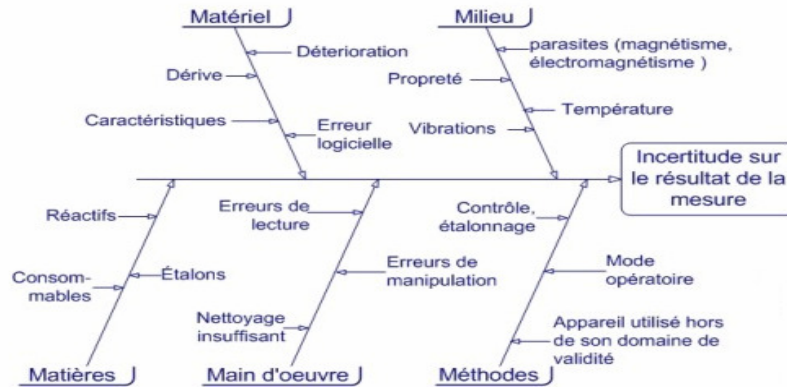 Matériel
Milieu
Déterioration
Dérive
Caractéristiques
Erreur
logicielle
parasites (magnétisme,
électromagnétisme )
Propreté
Température
Vibrations
Incertitude sur
le résultat de la
mesure
Réactifs
Consom-
mables
Étalons
Erreurs de
lecture
Erreurs de
manipulation
Nettoyage
insuffisant
Contrôle,
étalonnage
Mode
opératoire
Appareil utilisé hors
de son domaine de
validité
Matières
Main d'oeuvre
Méthodes